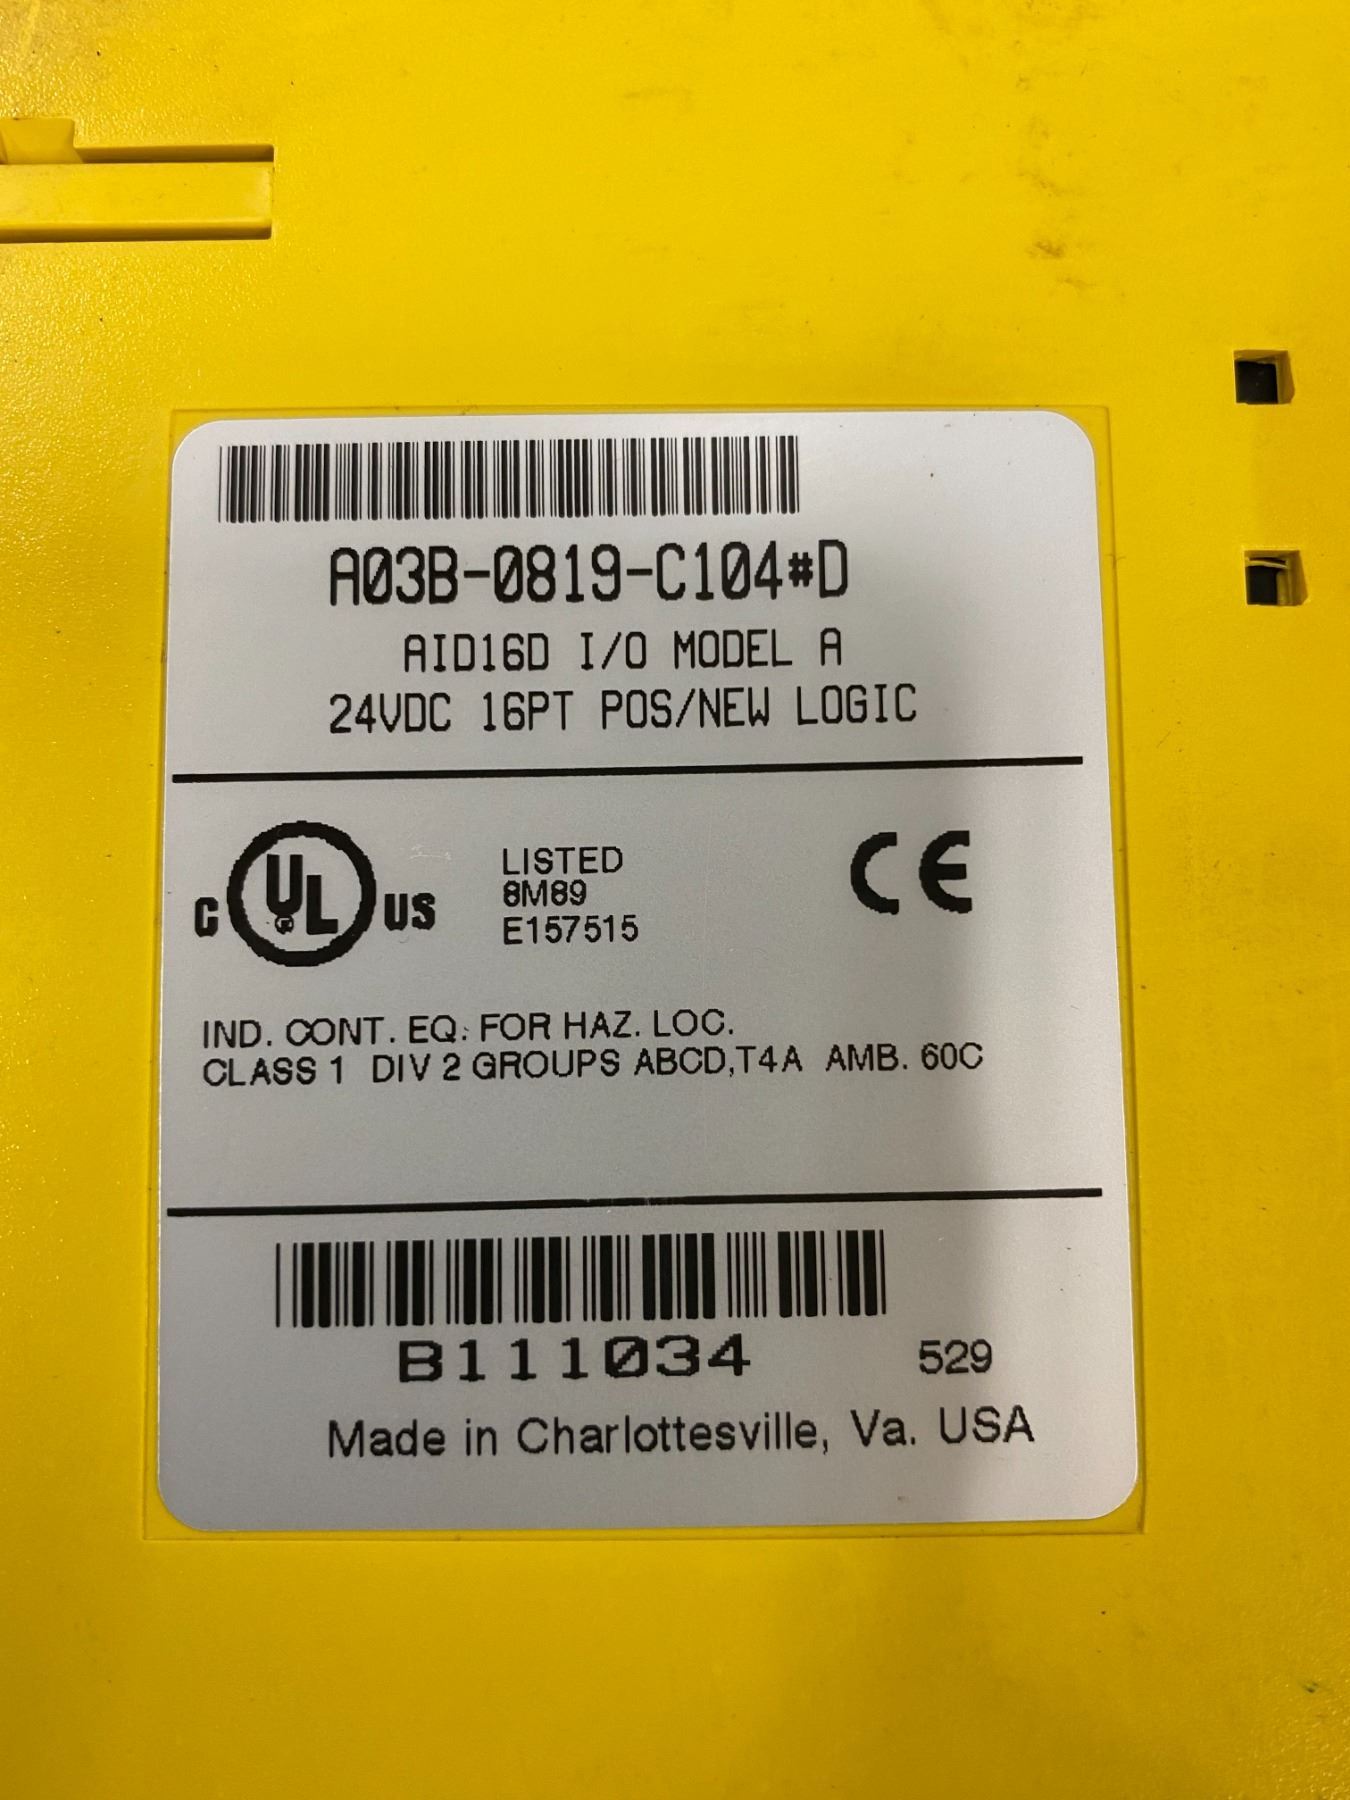 A03B-0819-C104#D
AID16D I/O MODEL A
24VDC 16PT POS/NEW LOGIC
C UL US
LISTED
8M89
E157515
CE
IND. CONT. EQ. FOR HAZ. LOC.
CLASS 1 DIV 2 GROUPS ABCD,T4A AMB. 60C
B111034 529
Made in Charlottesville, Va. USA